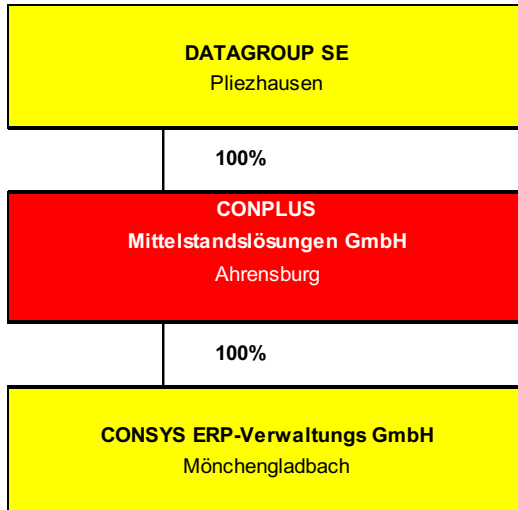 DATAGROUP SE
Pliezhausen
100%
CONPLUS
Mittelstandslösungen GmbH
Ahrensburg
100%
CONSYS ERP-Verwaltungs GmbH
Mönchengladbach